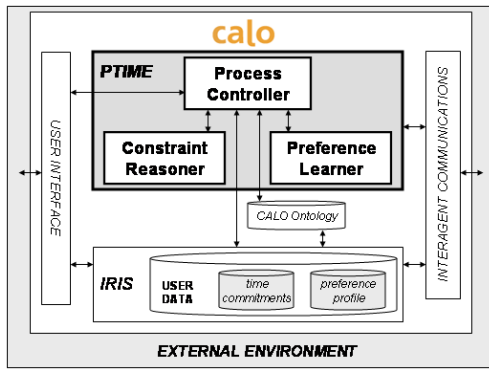 calo
PTIME
Process
Controller
Constraint
Reasoner
Preference
Learner
USER INTERFACE
INTERAGENT COMMUNICATIONS
CALO Ontology
IRIS
USER
DATA
time
commitments
preference
profile
EXTERNAL ENVIRONMENT